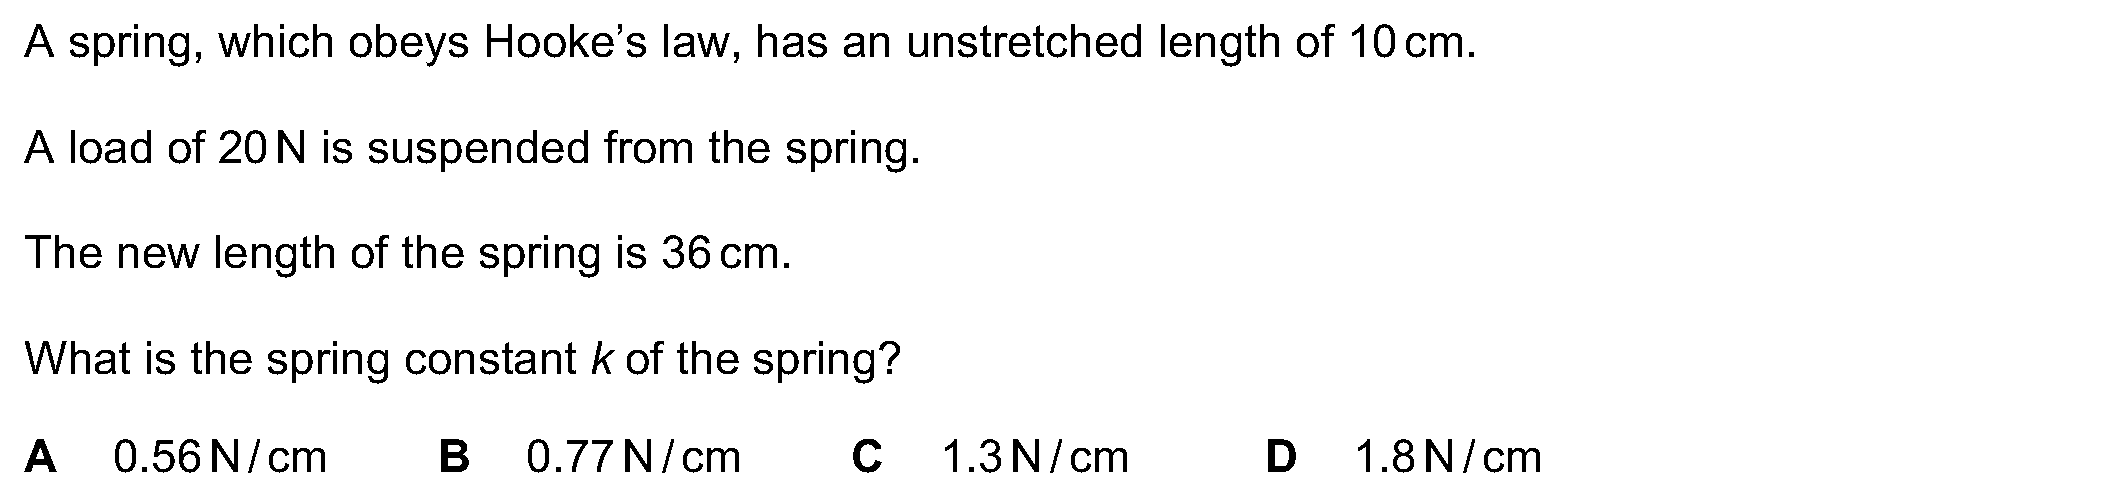 A spring, which obeys Hooke’s law, has an unstretched length of 10 cm.
A load of 20 N is suspended from the spring.
The new length of the spring is 36 cm.
What is the spring constant k of the spring?
A 0.56 N / cm B 0.77 N / cm C 1.3 N / cm D 1.8 N / cm